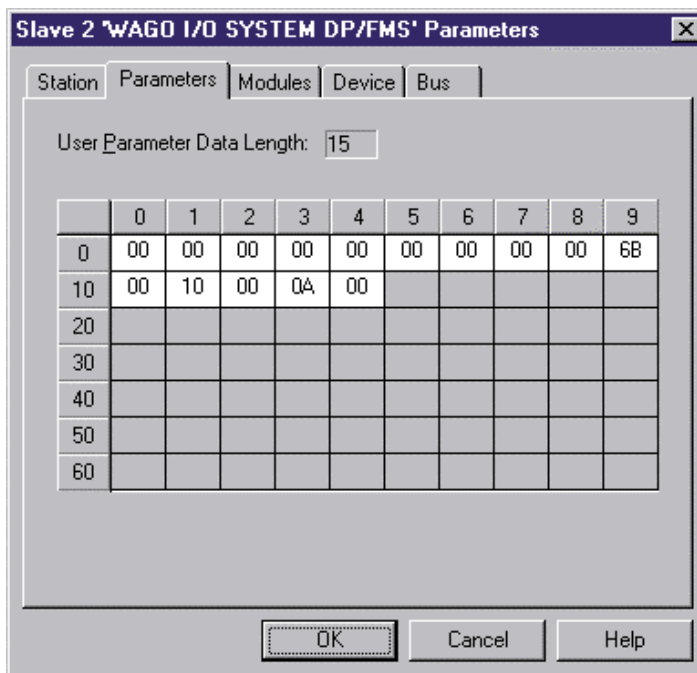 Slave 2 'WAGO I/O SYSTEM DP/FMS' Parameters
Station Parameters Modules Device Bus
User Parameter Data Length: 15
0 1 2 3 4 5 6 7 8 9
0 00 00 00 00 00 00 00 00 00 6B
10 00 10 00 0A 00
20
30
40
50
60
OK Cancel Help